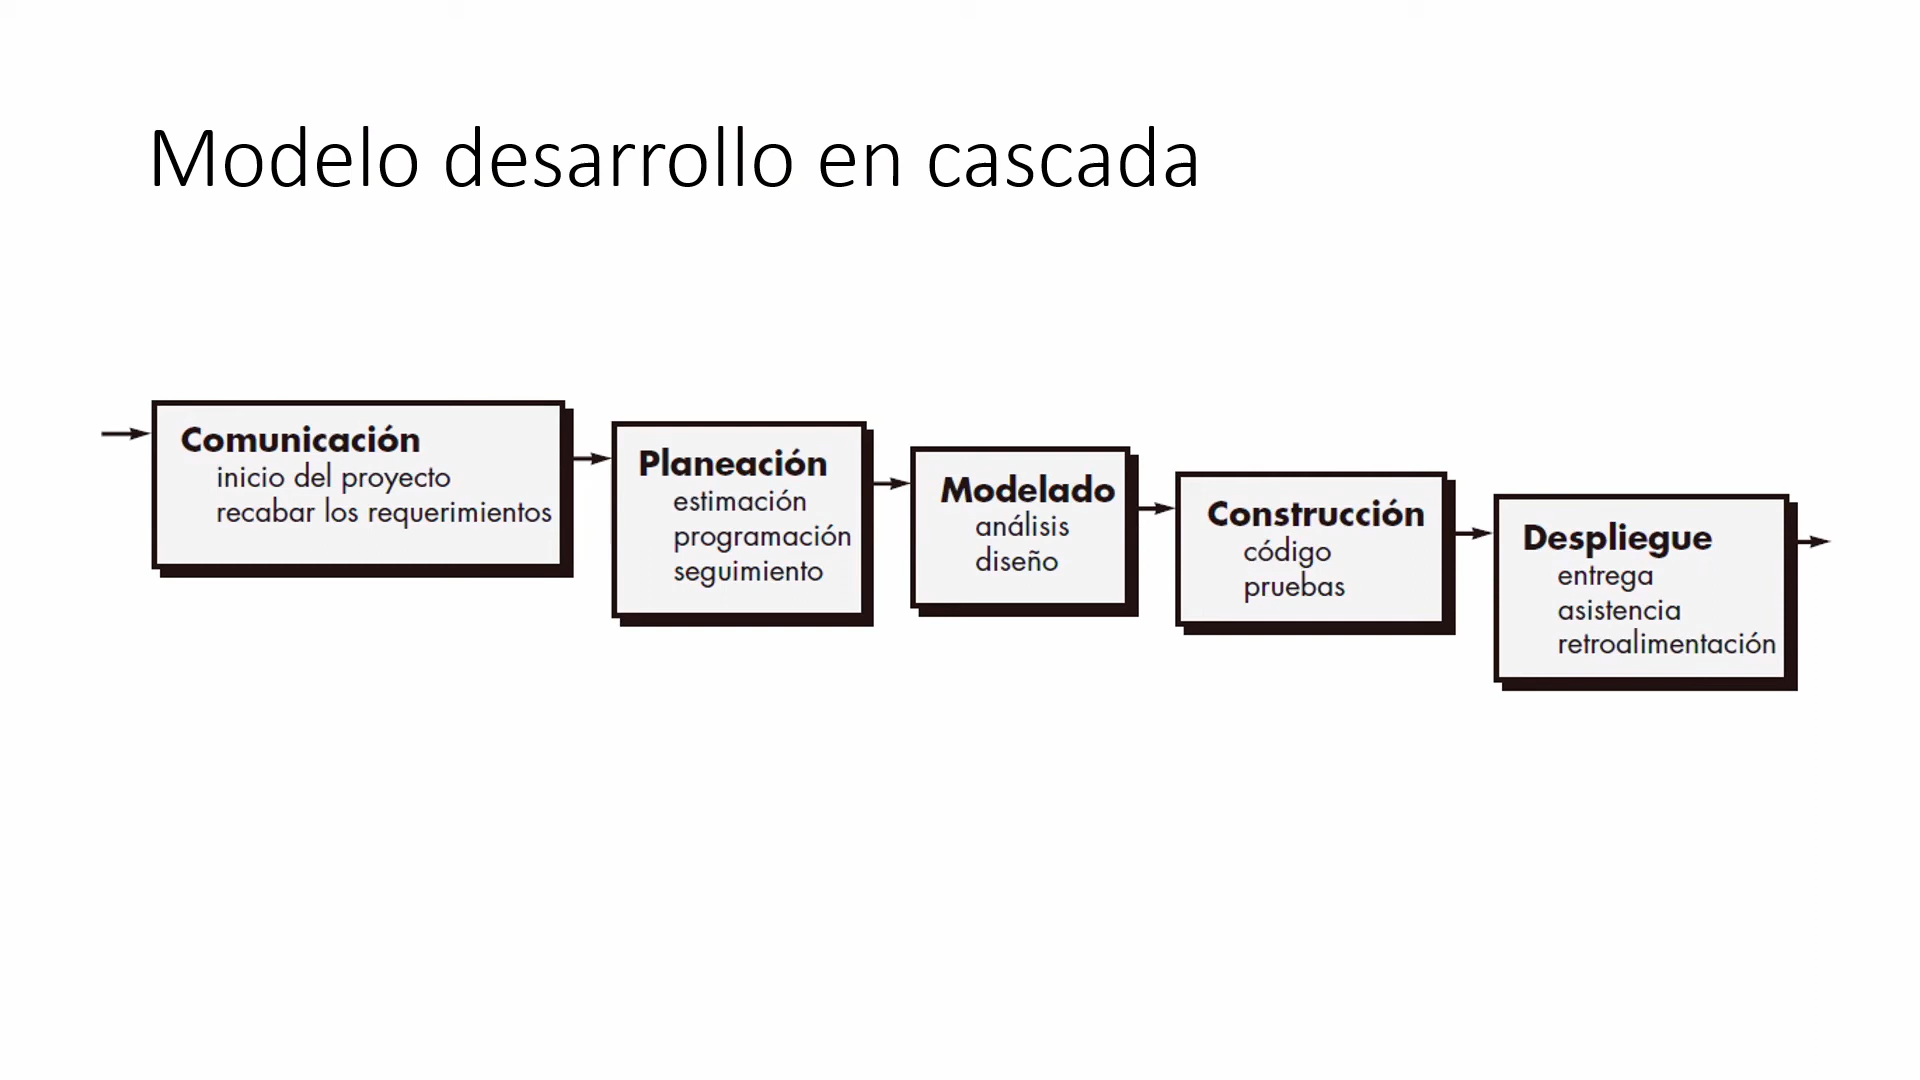 Modelo desarrollo en cascada
Comunicación
inicio del proyecto
recabar los requerimientos
Planeación
estimación
programación
seguimiento
Modelado
análisis
diseño
Construcción
código
pruebas
Despliegue
entrega
asistencia
retroalimentación